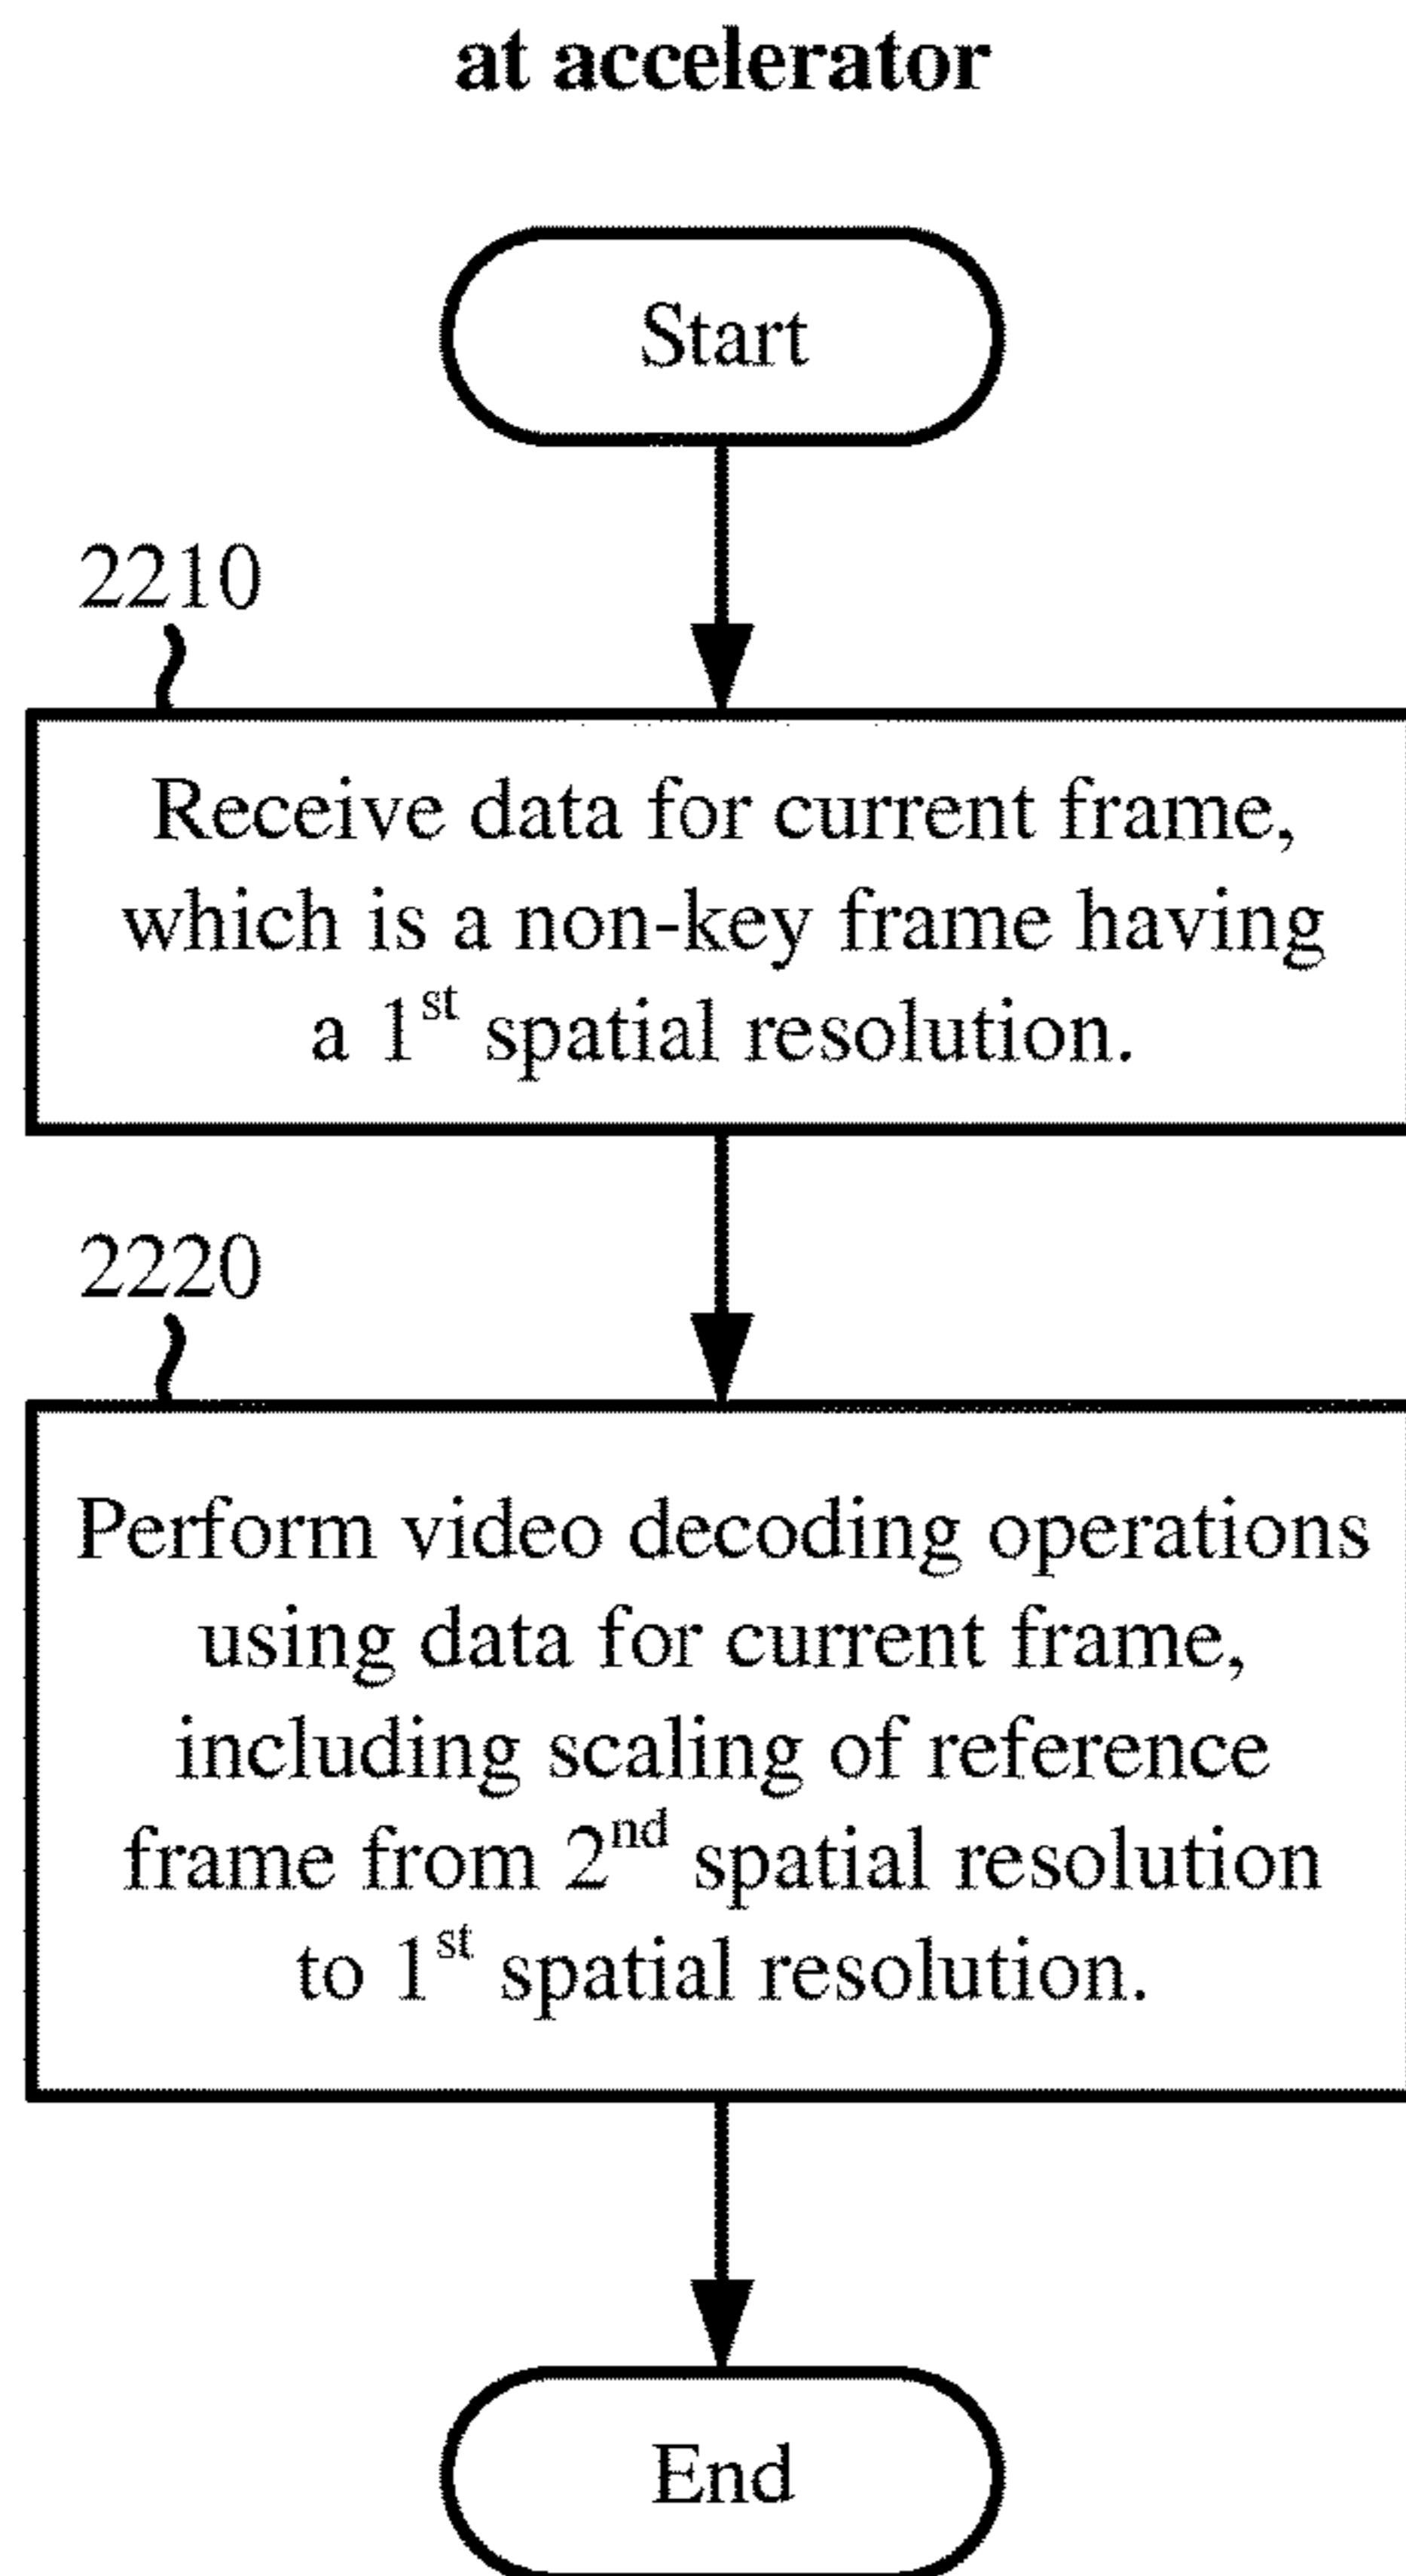 at accelerator
Start
2210
Receive data for current frame,
which is a non-key frame having
a 1st spatial resolution.
2220
Perform video decoding operations
using data for current frame,
including scaling of reference
frame from 2nd spatial resolution
to 1st spatial resolution.
End